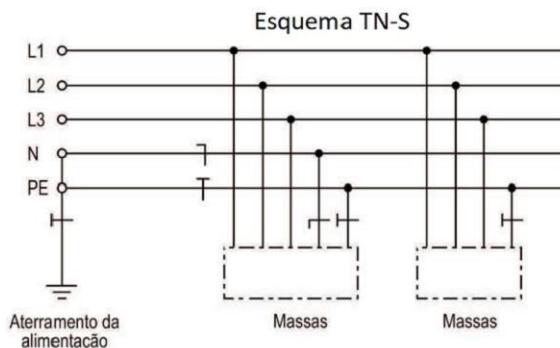 Esquema TN-S
L1
L2
L3
N
PE
Aterramento da
alimentação
Massas
Massas